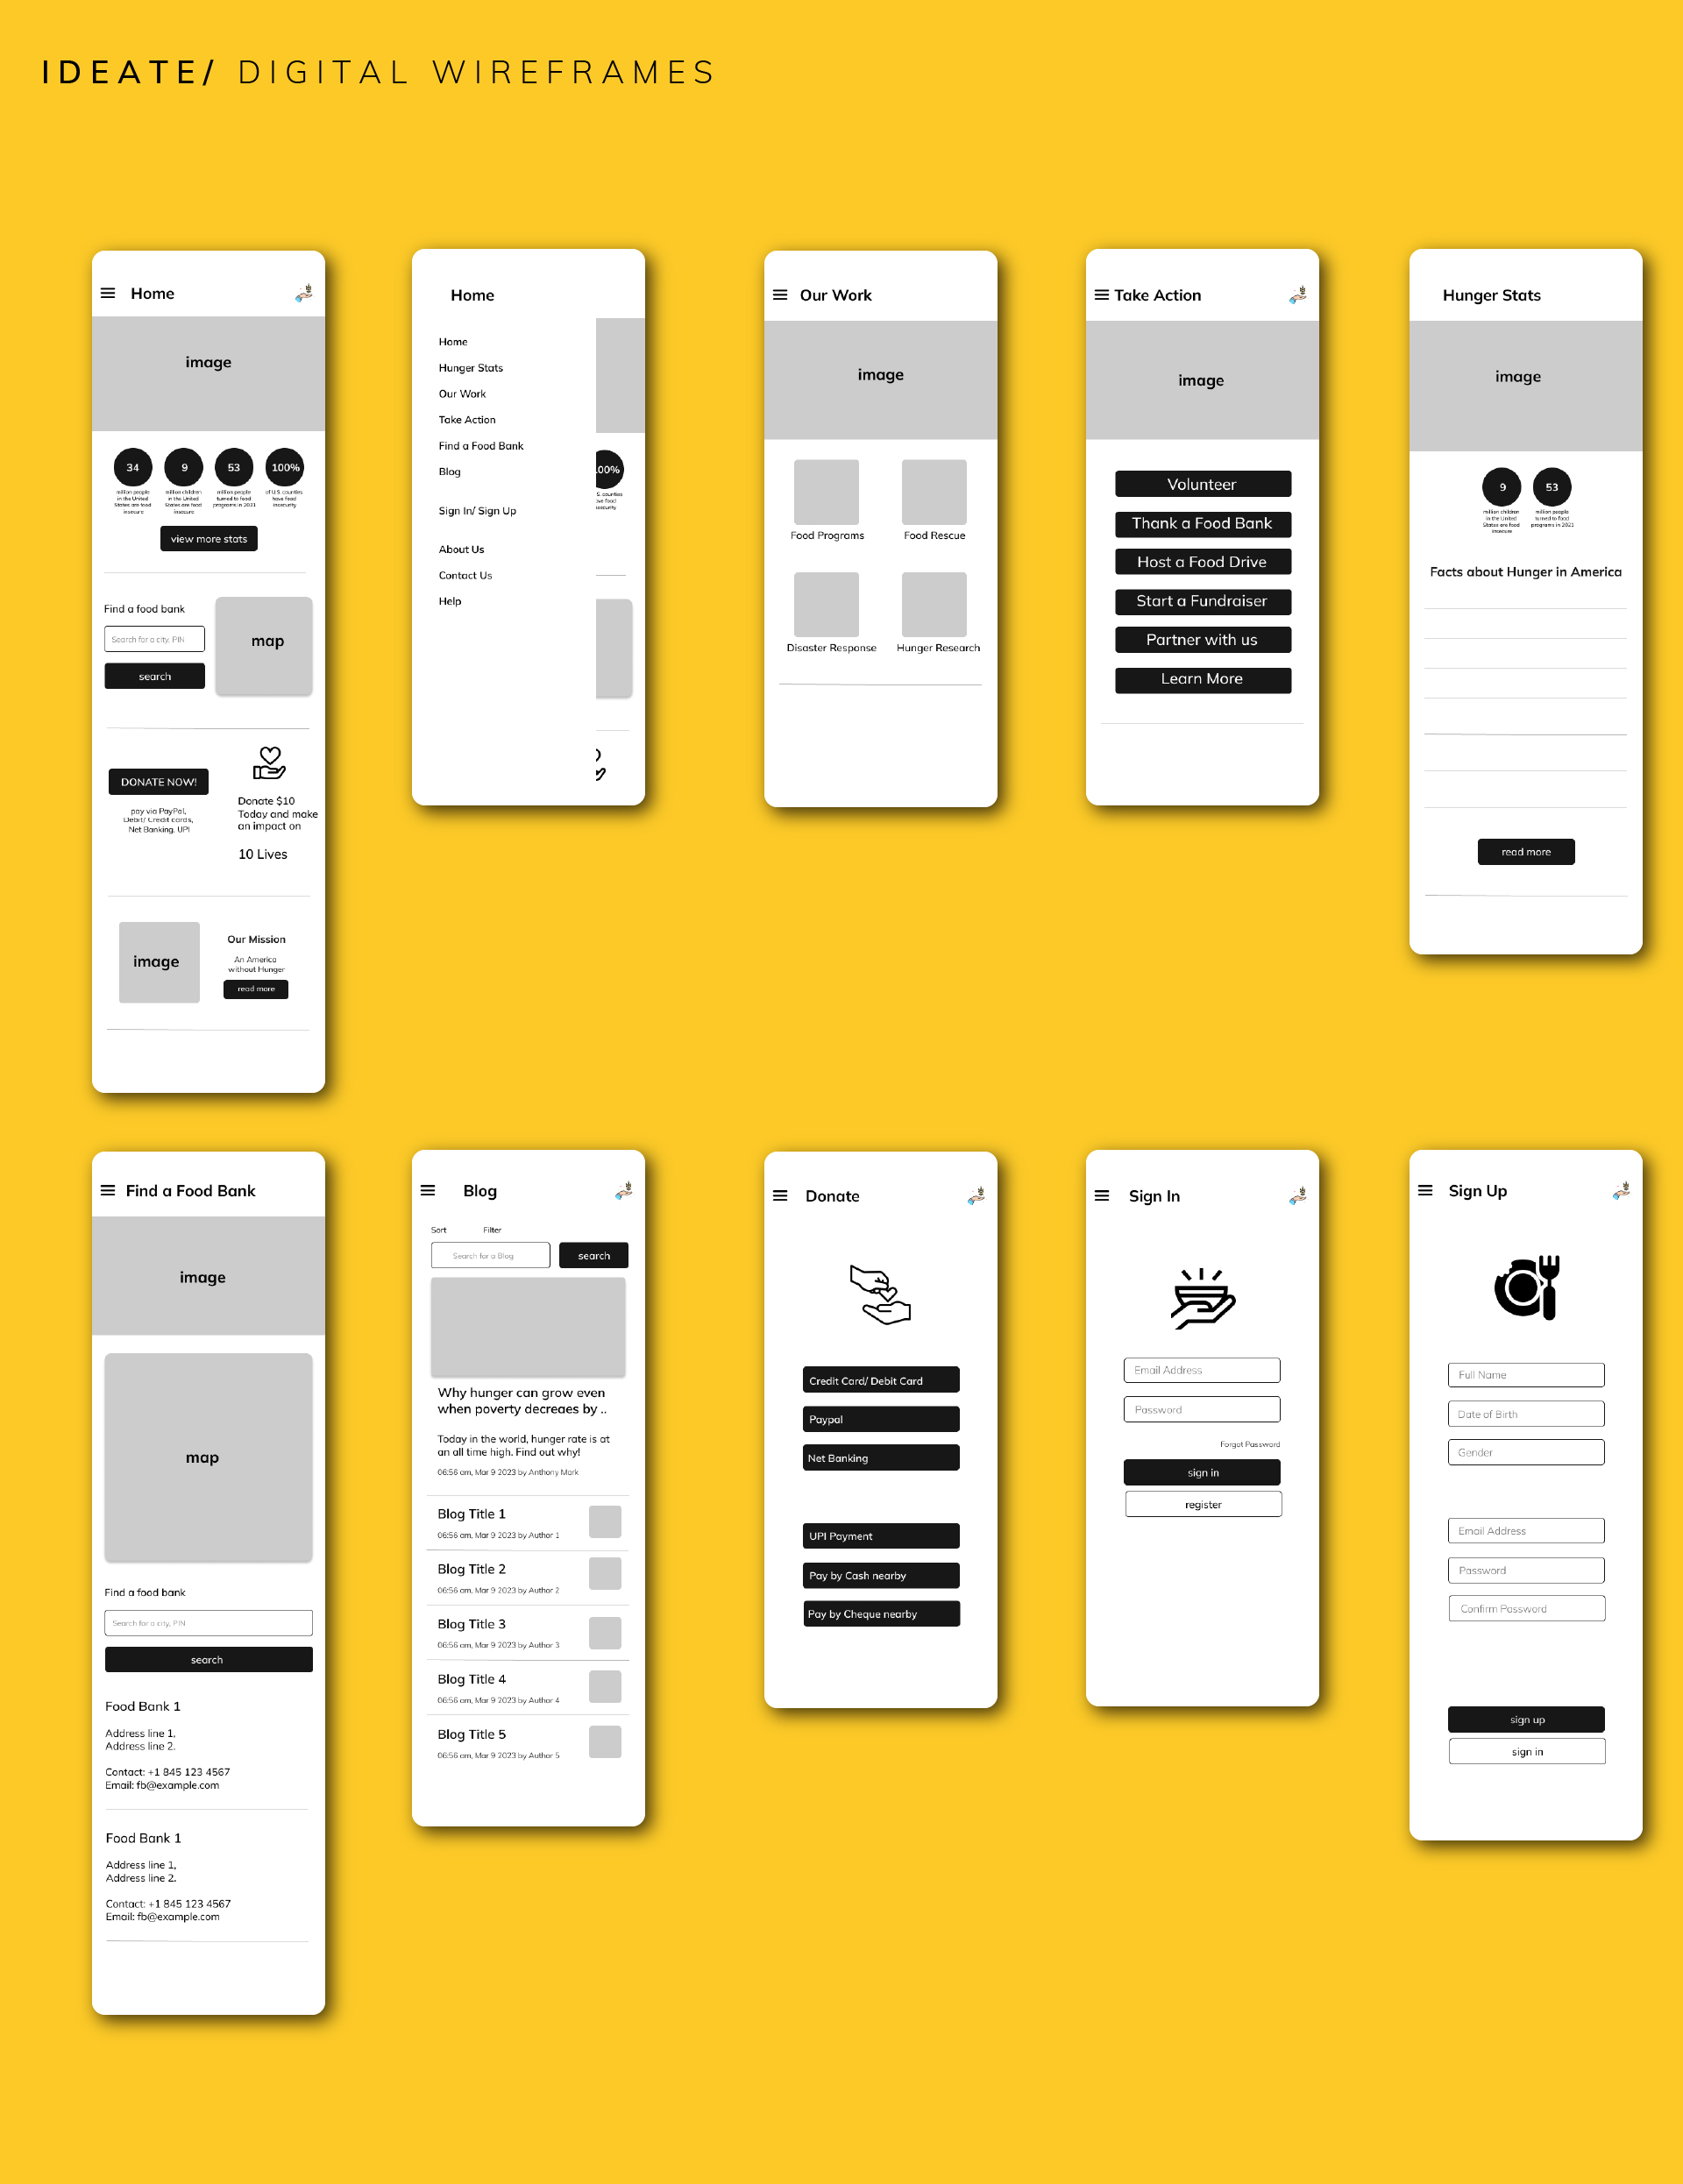 IDEATE/ DIGITAL WIREFRAMES
Home
image
34
million people
in the United
States are food
insecure
9
million children
in the United
States are food
insecure
53
million people
turned to food
programs in 2021
100%
of U.S. counties
have food
insecurity
view more stats
Find a food bank
Search for a city, PIN
search
map
DONATE NOW!
pay via PayPal,
Debit/ Credit cards,
Net Banking, UPI
Donate $10
Today and make
an impact on
10 Lives
image
Our Mission
An America
without Hunger
read more
Home
Home
Hunger Stats
Our Work
Take Action
Find a Food Bank
Blog
Sign In/ Sign Up
About Us
Contact Us
Help
00%
S. counties
ve food
security
Our Work
image
Food Programs
Food Rescue
Disaster Response
Hunger Research
Take Action
image
Volunteer
Thank a Food Bank
Host a Food Drive
Start a Fundraiser
Partner with us
Learn More
Hunger Stats
image
9
million children
in the United
States are food
insecure
53
million people
turned to food
programs in 2021
Facts about Hunger in America
read more
Find a Food Bank
image
map
Find a food bank
Search for a city, PIN
search
Food Bank 1
Address line 1,
Address line 2.
Contact: +1 845 123 4567
Email: fb@example.com
Food Bank 1
Address line 1,
Address line 2.
Contact: +1 845 123 4567
Email: fb@example.com
Blog
Sort Filter
Search for a Blog
search
Why hunger can grow even
when poverty decreaes by ..
Today in the world, hunger rate is at
an all time high. Find out why!
06:56 am, Mar 9 2023 by Anthony Mark
Blog Title 1
06:56 am, Mar 9 2023 by Author 1
Blog Title 2
06:56 am, Mar 9 2023 by Author 2
Blog Title 3
06:56 am, Mar 9 2023 by Author 3
Blog Title 4
06:56 am, Mar 9 2023 by Author 4
Blog Title 5
06:56 am, Mar 9 2023 by Author 5
Donate
Credit Card/ Debit Card
Paypal
Net Banking
UPI Payment
Pay by Cash nearby
Pay by Cheque nearby
Sign In
Email Address
Password
Forgot Password
sign in
register
Sign Up
Full Name
Date of Birth
Gender
Email Address
Password
Confirm Password
sign up
sign in